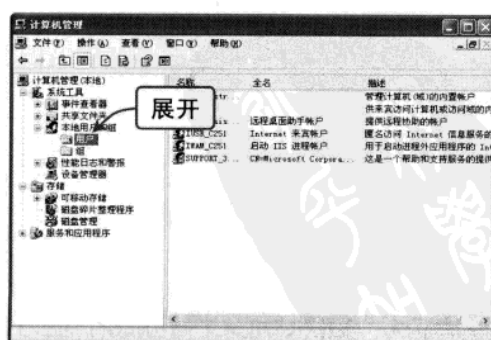 计算机管理
文件(F) 操作(A) 查看(V) 窗口(W) 帮助(H)
计算机管理(本地)
系统工具
事件查看器
共享文件夹
本地用户和组
用户
组
性能日志和警报
设备管理器
存储
可移动存储
磁盘碎片整理程序
磁盘管理
服务和应用程序
展开
名称 全名 描述
管理计算机(域)的内置帐户
供来宾访问计算机或访问域的内
远程桌面助手帐户 提供远程协助的帐户
IUSR_C251 Internet 来宾帐户 匿名访问 Internet 信息服务的
IWAM_C251 启动 IIS 进程帐户 用于启动进程外应用程序的 Int
SUPPORT_3... CN=Microsoft Corpora... 这是一个帮助和支持服务的提供